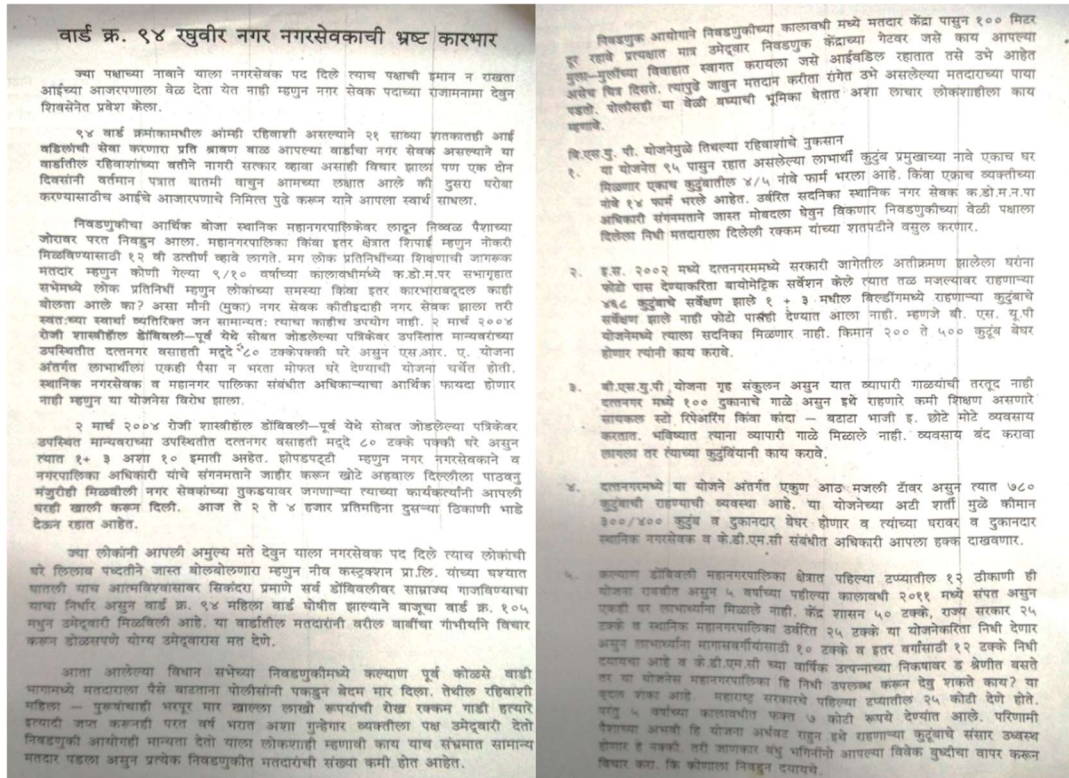 वार्ड क्र. ९४ रघुवीर नगर नगरसेवकाची भ्रष्ट कारभार
ज्या पक्षाच्या नावाने याला नगरसेवक पद दिले त्याच पक्षाची इमान न राखता
आईच्या आजारपणाला वेळ देता येत नाही म्हणुन नगर सेवक पदाच्या राजामनामा देवुन
शिवसेनेत प्रवेश केला.
९४ वार्ड क्रमांकामधील आम्ही रहिवाशी असल्याने २१ साव्या शतकातही आई
वडिलांची सेवा करणारा प्रति श्रावण बाळ आपल्या वार्डाचा नगर सेवक असल्याने या
वार्डातील रहिवाशांच्या वतीने नागरी सत्कार व्हावा असाही विचार झाला पण एक दोन
दिवसांनी वर्तमान पत्रात बातमी वाचुन आमच्या लक्षात आले की दुसरा घरोबा
करण्यासाठीच आईचे आजारपणाचे निमित्त पुढे करून याने आपला स्वार्थ साधला.
निवडणुकीचा आर्थिक बोजा स्थानिक महानगरपालिकेवर लादून निव्वळ पैशाच्या
जोरावर परत निवडुन आला. महानगरपालिका किंवा इतर क्षेत्रात शिपाई म्हणुन नोकरी
मिळविण्यासाठी १२ वी उत्तीर्ण व्हावे लागते. मग लोक प्रतिनिधींच्या शिक्षणाची जागरूक
मतदार म्हणुन कोणी गेल्या ९/१० वर्षाच्या कालावधीमध्ये क.डो.म.पर सभागृहात
सभेमध्ये लोक प्रतिनिधी म्हणुन लोकांच्या समस्या किंवा इतर कारभाराबद्दल काही
बोलता आले का? असा मौनी (मुका) नगर सेवक कीतीइदाही नगर सेवक झाला तरी
स्वतःच्या स्वार्था व्यतिरिक्त जन सामान्यतः त्याचा काहीच उपयोग नाही. २ मार्च २००४
रोजी शास्त्रीहील डोंबिवली–पूर्व येथे सोबत जोडलेल्या पत्रिकेवर उपस्तित मान्यवरांच्या
उपस्थितीत दत्तनगर वसाहती मद्दे ८० टक्केपक्की घरे असुन एस.आर. ए. योजना
अंतर्गत लाभार्थीला एकही पैसा न भरता मोफत घरे देण्याची योजना चर्चेत होती.
स्थानिक नगरसेवक व महानगर पालिका संबंधीत अधिकाऱ्याचा आर्थिक फायदा होणार
नाही म्हणुन या योजनेस विरोध झाला.
२ मार्च २००४ रोजी शास्त्रीहील डोंबिवली–पूर्व येथे सोबत जोडलेल्या पत्रिकेवर
उपस्थित मान्यवराच्या उपस्थितीत दत्तनगर वसाहती मद्दे ८० टक्के पक्की घरे असुन
त्यात १+ ३ अशा १० इमाती अहेत. झोपडपट्टी म्हणुन नगर नगरसेवकाने व
नगरपालिका अधिकारी यांचे संगनमताने जाहीर करून खोटे अहवाल दिल्लीला पाठवनु
मंजुरीही मिळवीली नगर सेवकांच्या तुकडयावर जगणाऱ्या त्याच्या कार्यकर्त्यांनी आपली
घरही खाली करून दिली. आज ते २ ते ४ हजार प्रतिमहिना दुसऱ्या ठिकाणी भाडे
देऊन रहात आहेत.
ज्या लोकांनी आपली अमुल्य मते देवुन याला नगरसेवक पद दिले त्याच लोकांची
घरे लिलाव पध्दतीने जास्त बोलबोलणारा म्हणुन नीव कस्ट्रक्शन प्रा.लि. यांच्या घश्यात
घातली याच आत्मविश्वासावर सिकदंरा प्रमाणे सर्व डोंबिवलीवर साम्राज्य गाजविण्याचा
याचा निर्धार असुन वार्ड क्र. ९४ महिला वार्ड घोषीत झाल्याने बाजूचा वार्ड क्र. १०५
मधुन उमेदवारी मिळविली आहे. या वार्डातील मतदारांनी वरील बाबींचा गांभीर्याने विचार
करून डोळसपणे योग्य उमेदवारास मत देणे.
आता आलेल्या विधान सभेच्या निवडणुकीमध्ये कल्याण पूर्व कोळसे वाडी
भागामध्ये मतदाराला पैसे वाटताना पोलीसांनी पकडुन बेदम मार दिला. तेथील रहिवाशी
महिला – पुरूषांचाही भरपूर मार खाल्ला लाखो रूपयांची रोख रक्कम गाडी हत्यारे
इत्यादी जप्त करूनही परत वर्ष भरात अशा गुन्हेगार व्यक्तीला पक्ष उमेदवारी देतो
निवडणुकी आयोगही मान्यता देतो याला लोकशाही म्हणावी काय याच संभ्रमात सामान्य
मतदार पडला असुन प्रत्येक निवडणुकीत मतदारांची संख्या कमी होत आहेत.
निवडणुक आयोगाने निवडणुकीच्या कालावधी मध्ये मतदार केंद्रा पासुन १०० मिटर
दूर रहावे प्रत्यक्षात मात्र उमेद्वार निवडणुक केंद्राच्या गेटवर जसे काय आपल्या
मुला–मुलींच्या विवाहात स्वागत करायला जसे आईवडिल रहातात तसे उभे आहेत
असेच चित्र दिसते. त्यापुढे जावुन मतदान करीता रांगेत उभे असलेल्या मतदाराच्या पाया
पडतो. पोलीसही या वेळी बघ्याची भूमिका घेतात अशा लाचार लोकशाहीला काय
म्हणावे.
बि.एस.यु. पी. योजनेमुळे तिथल्या रहिवाशांचे नुकसान
१. या योजनेत ९५ पासुन रहात असलेल्या लाभार्थी कुटुंब प्रमुखाच्या नावे एकाच घर
मिळणार एकाच कुटुंबातील ४/५ नांवे फार्म भरला आहे. किंवा एकाच व्यक्तीच्या
नांवे १४ फार्म भरले आहेत. उर्वरित सदनिका स्थानिक नगर सेवक क.डो.म.न.पा
अधिकारी संगनमताने जास्त मोबदला घेवुन विकणार निवडणुकीच्या वेळी पक्षाला
दिलेला निधी मतदाराला दिलेली रक्कम यांच्या शतपटीने वसुल करणार.
२. इ.स. २००२ मध्ये दत्तनगरममध्ये सरकारी जागेतील अतीक्रमण झालेला घरांना
फोटो पास देण्याकरिता बायोमेट्रिक सर्वेशन केले त्यात तळ मजल्यावर राहणाऱ्या
४६८ कुटुंबाचे सर्वेक्षण झाले १ + ३ मधील बिल्डींगमध्ये राहणाऱ्या कुटुंबाचे
सर्वेक्षण झाले नाही फोटो पासही देण्यात आली नाही. म्हणजे बी. एस. यू पी
योजनेमध्ये त्याला सदनिका मिळणार नाही. किमान २०० ते ५०० कुटुंब बेघर
होणार त्यांनी काय करावे.
३. बी.एस.यु.पी योजना गृह संकुलन असुन यात व्यापारी गाळयांची तरतूद नाही
दत्तनगर मध्ये १०० दुकानाचे गाळे असुन इथे राहणारे कमी शिक्षण असणारे
सायकल स्टो रिपेअरिंग किंवा कांदा – बटाटा भाजी इ. छोटे मोटे व्यवसाय
करतात. भविष्यात त्याना व्यापारी गाळे मिळाले नाही. व्यवसाय बंद करावा
लागला तर त्याच्या कुटुंबियांनी काय करावे.
४. दत्तनगरमध्ये या योजने अंतर्गत एकुण आठ मजली टॅावर असुन त्यात ७८०
कुटुंबाची राहण्याची व्यवस्था आहे. या योजनेच्या अटी शर्ती मुळे कीमान
३००/४०० कुटुंब व दुकानदार बेघर होणार व त्यांच्या घरावर व दुकानदार
स्थानिक नगरसेवक व के.डी.एम.सी संबंधीत अधिकारी आपला हक्क दाखवणार.
५. कल्याण डोंबिवली महानगरपालिका क्षेत्रात पहिल्या टप्प्यातील १२ ठीकाणी ही
योजना राववीत असुन ५ वर्षाच्या पहील्या कालावधी २०११ मध्ये संपत असुन
एकही घर लाभार्थ्यांना मिळाले नाही. केंद्र शासन ५० टक्के, राज्य सरकार २५
टक्के व स्थानिक महानगरपालिका उर्वरित २५ टक्के या योजनेकरिता निधी देणार
असुन लाभार्थ्यांना मागासवर्गीयांसाठी १० टक्के व इतर वर्गासाठी १२ टक्के निधी
दयायचा आहे व के.डी.एम.सी च्या वार्षिक उत्पन्नाच्या निकषावर ड श्रेणीत बसते
तर या योजनेस महानगरपालिका हि निधी उपलब्ध करून देवु शकते काय? या
बद्दल शंका आहे. महाराष्ट्र सरकारचे पहिल्या टप्पातील २५ कोटी देणे होते.
परंतु ५ वर्षाच्या कालावधीत फक्त ७ कोटी रूपये देण्यांत आले. परिणामी
पैशाच्या अभवी हि योजना अर्धवट राहुन इथे राहणाऱ्या कुटुंबाचे संसार उध्वस्थ
होणार हे नक्की. तरी जाणकार बंधु भगिनींनो आपल्या विवेक बुध्दीचा वापर करून
विचार करा. कि कोणाला निवडुन दयायचे.